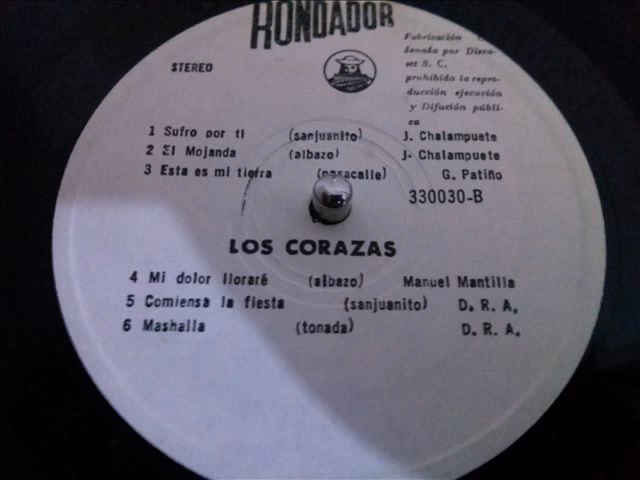 RONDADOR
STEREO
Fabricación
denada por Disco-
prohibida la repro-
ducción ejecución
y Difución públi-
ca
1 Sufro por ti (sanjuanito) J. Chalampuete
2 El Mojanda (albazo) J. Chalampuete
3 Esta es mi tierra (pasacalle) G. Patiño
330030-B
LOS CORAZAS
4 Mi dolor lloraré (albazo) Manuel Mantilla
5 Comiensa la fiesta (sanjuanito) D. R. A.
6 Mashalla (tonada) D. R. A.